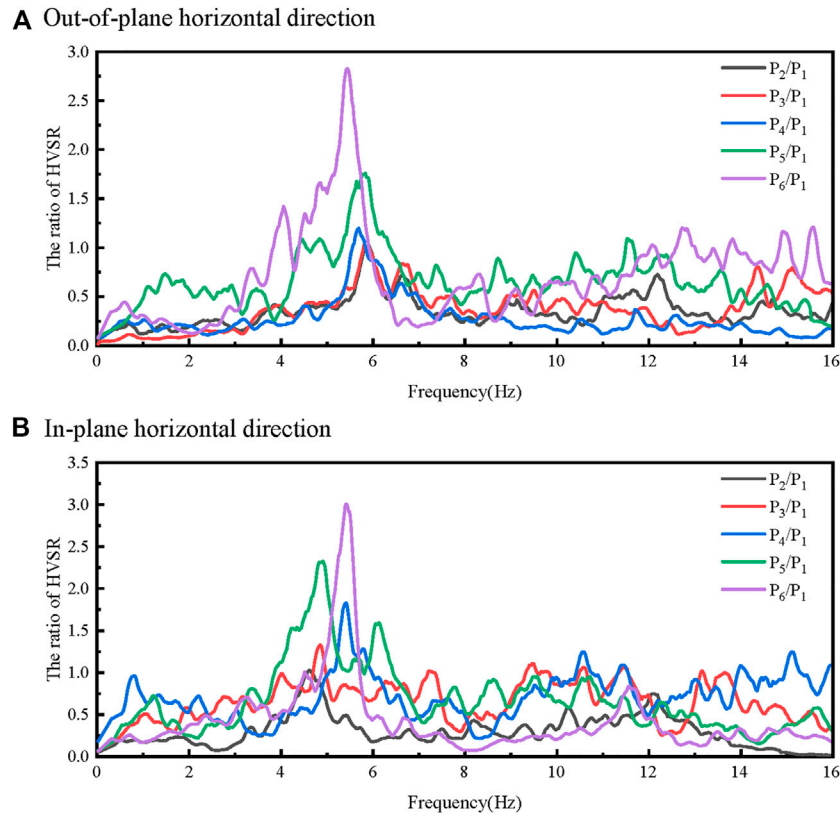 A Out-of-plane horizontal direction
3.0
2.5
2.0
1.5
1.0
0.5
0.0
The ratio of HVSR
P2/P1
P3/P1
P4/P1
P5/P1
P6/P1
0 2 4 6 8 10 12 14 16
Frequency(Hz)
B In-plane horizontal direction
3.5
3.0
2.5
2.0
1.5
1.0
0.5
0.0
The ratio of HVSR
P2/P1
P3/P1
P4/P1
P5/P1
P6/P1
0 2 4 6 8 10 12 14 16
Frequency(Hz)